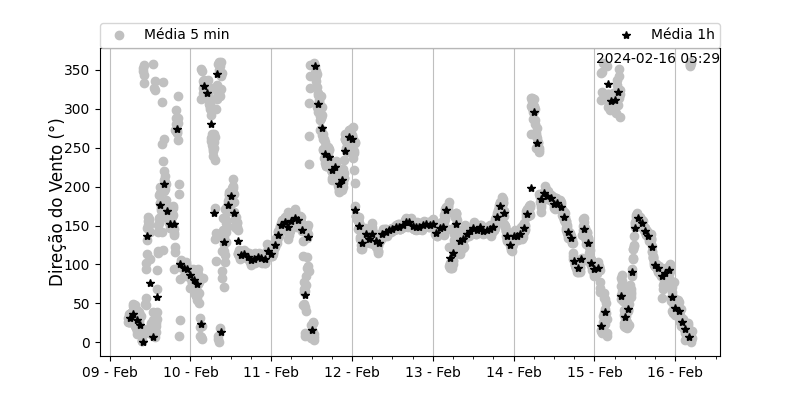 Média 5 min
Média 1h
2024-02-16 05:29
Direção do Vento (°)
350
300
250
200
150
100
50
0
09 - Feb
10 - Feb
11 - Feb
12 - Feb
13 - Feb
14 - Feb
15 - Feb
16 - Feb